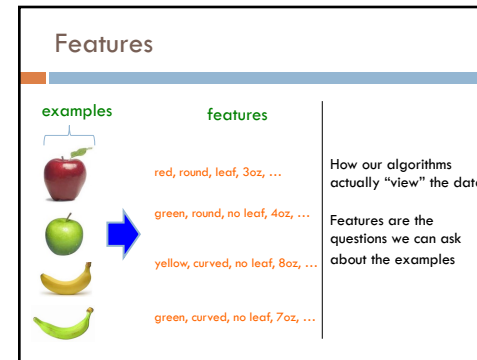 Features
examples
features
red, round, leaf, 3oz, …
green, round, no leaf, 4oz, …
yellow, curved, no leaf, 8oz, …
green, curved, no leaf, 7oz, …
How our algorithms
actually “view” the
Features are the
questions we can ask
about the examples